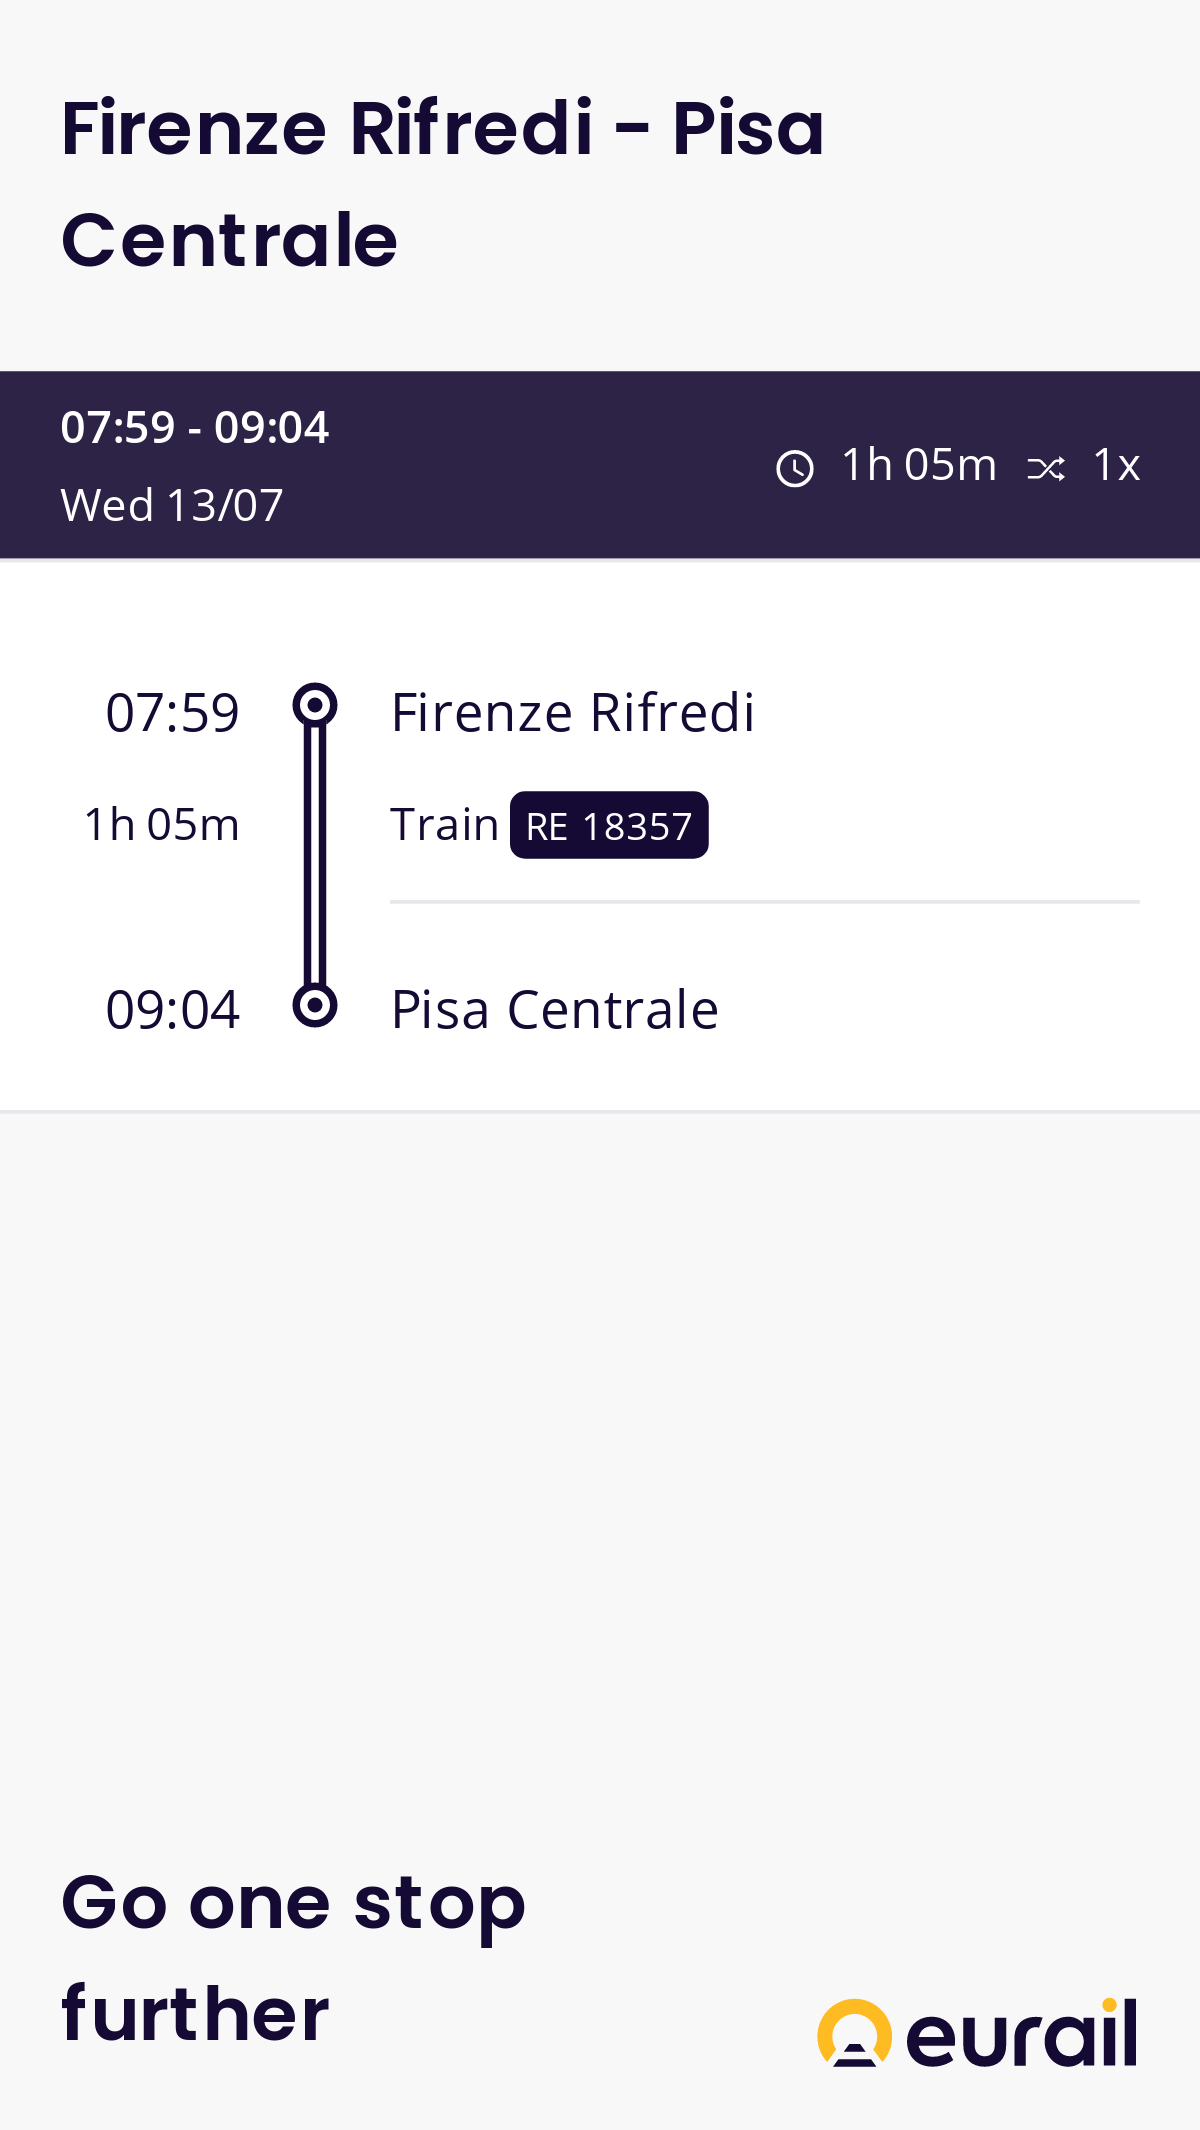 Firenze Rifredi - Pisa
Centrale
07:59 - 09:04
Wed 13/07
1h 05m 1x
07:59 Firenze Rifredi
1h 05m Train RE 18357
09:04 Pisa Centrale
Go one stop
further
eurail